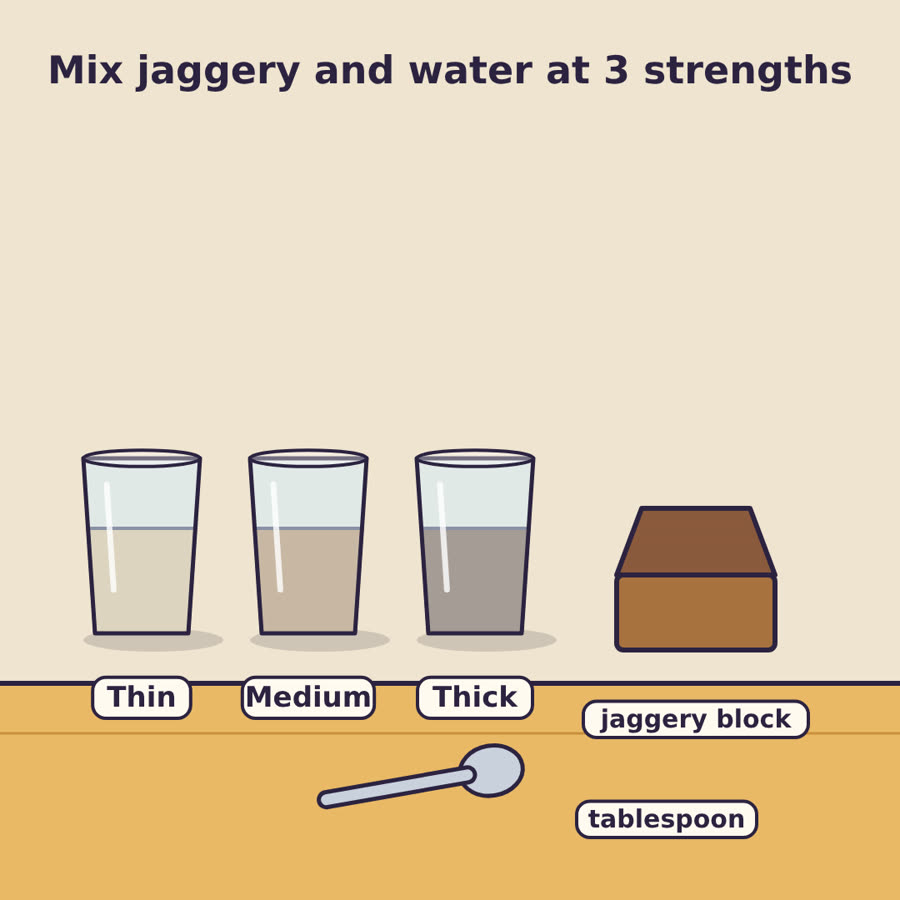 Mix jaggery and water at 3 strengths
Thin
Medium
Thick
jaggery block
tablespoon